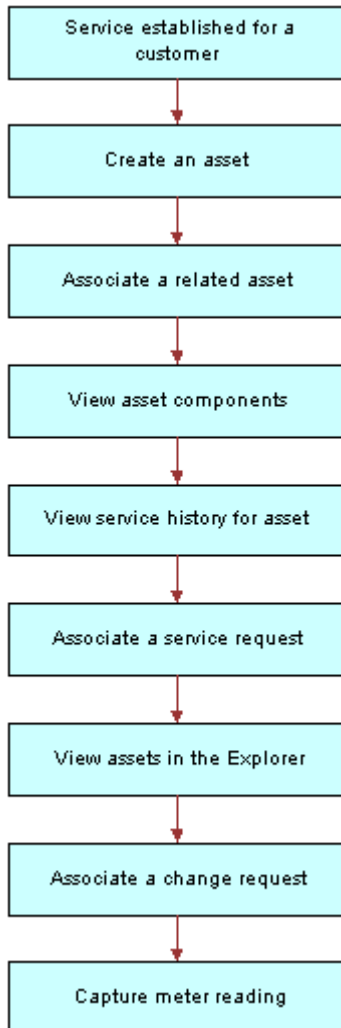 Service established for a
customer
Create an asset
Associate a related asset
View asset components
View service history for asset
Associate a service request
View assets in the Explorer
Associate a change request
Capture meter reading